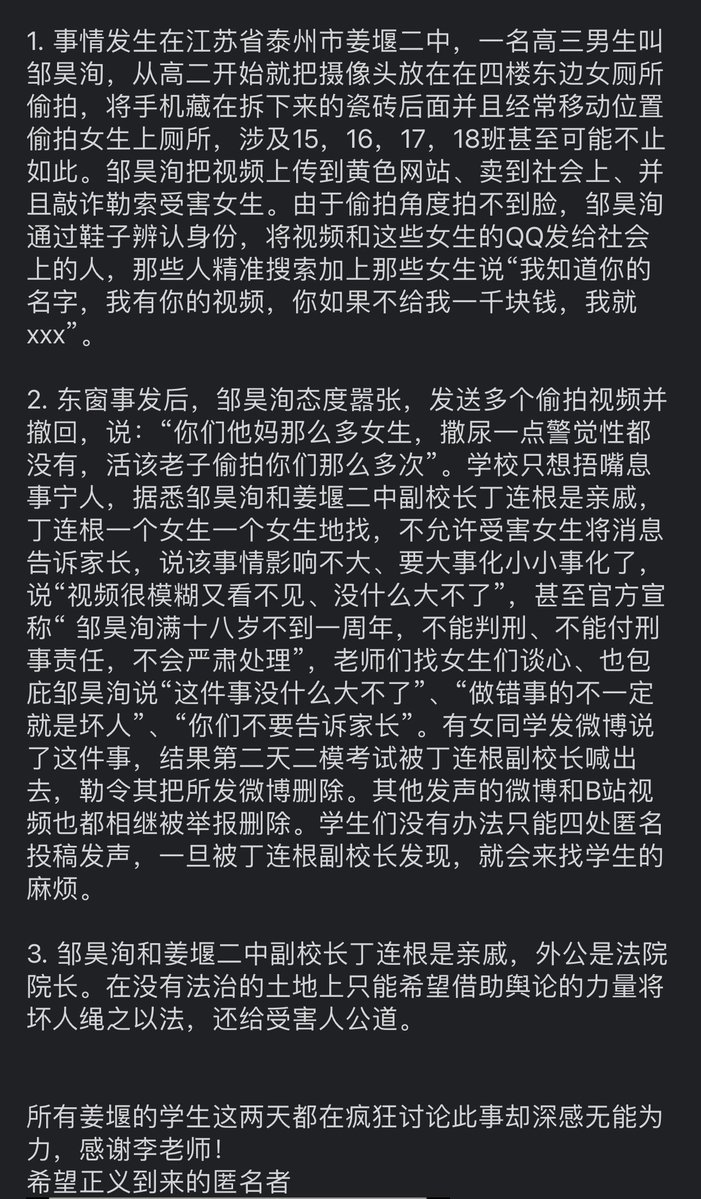 1. 事情发生在江苏省泰州市姜堰二中，一名高三男生叫
邹昊洵，从高二开始就把摄像头放在在四楼东边女厕所
偷拍，将手机藏在拆下来的瓷砖后面并且经常移动位置
偷拍女生上厕所，涉及15，16，17，18班甚至可能不止
如此。邹昊洵把视频上传到黄色网站、卖到社会上、并
且敲诈勒索受害女生。由于偷拍角度拍不到脸，邹昊洵
通过鞋子辨认身份，将视频和这些女生的QQ发给社会
上的人，那些人精准搜索加上那些女生说“我知道你的
名字，我有你的视频，你如果不给我一千块钱，我就
xxx”。
2. 东窗事发后，邹昊洵态度嚣张，发送多个偷拍视频并
撤回，说：“你们他妈那么多女生，撒尿一点警觉性都
没有，活该老子偷拍你们那么多次”。学校只想捂嘴息
事宁人，据悉邹昊洵和姜堰二中副校长丁连根是亲戚，
丁连根一个女生一个女生地找，不允许受害女生将消息
告诉家长，说该事情影响不大、要大事化小小事化了，
说“视频很模糊又看不见、没什么大不了”，甚至官方宣
称“ 邹昊洵满十八岁不到一周年，不能判刑、不能付刑
事责任，不会严肃处理”，老师们找女生们谈心、也包
庇邹昊洵说“这件事没什么大不了”、“做错事的不一定
就是坏人”、“你们不要告诉家长”。有女同学发微博说
了这件事，结果第二天二模考试被丁连根副校长喊出
去，勒令其把所发微博删除。其他发声的微博和B站视
频也都相继被举报删除。学生们没有办法只能四处匿名
投稿发声，一旦被丁连根副校长发现，就会来找学生的
麻烦。
3. 邹昊洵和姜堰二中副校长丁连根是亲戚，外公是法院
院长。在没有法治的土地上只能希望借助舆论的力量将
坏人绳之以法，还给受害人公道。
所有姜堰的学生这两天都在疯狂讨论此事却深感无能为
力，感谢李老师！
希望正义到来的匿名者